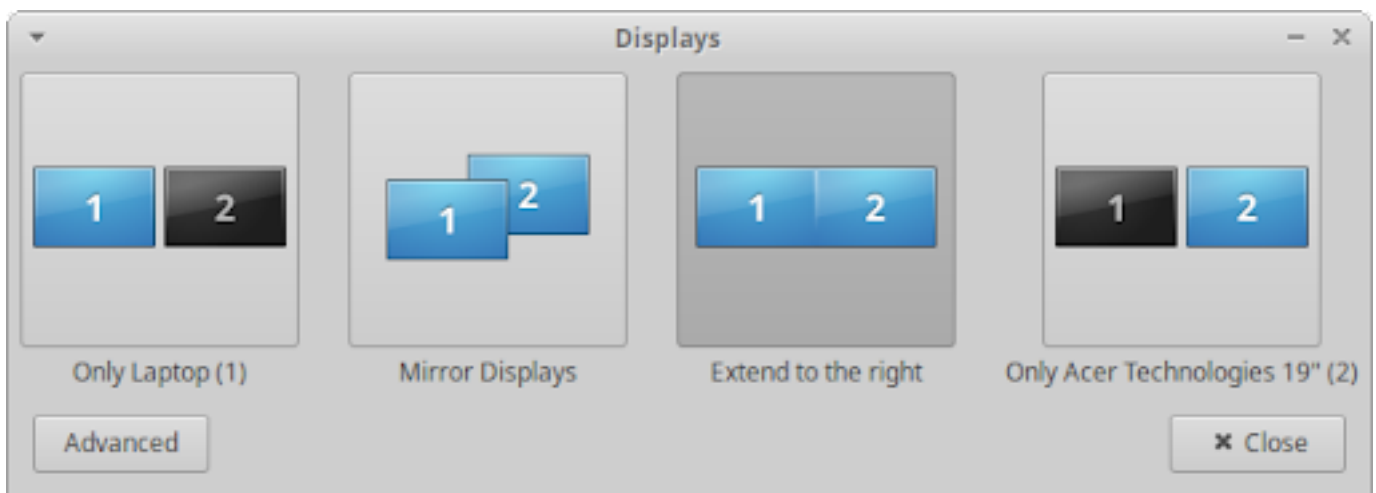 Displays
1 2
1 2
1 2
1 2
Only Laptop (1)
Mirror Displays
Extend to the right
Only Acer Technologies 19" (2)
Advanced
Close